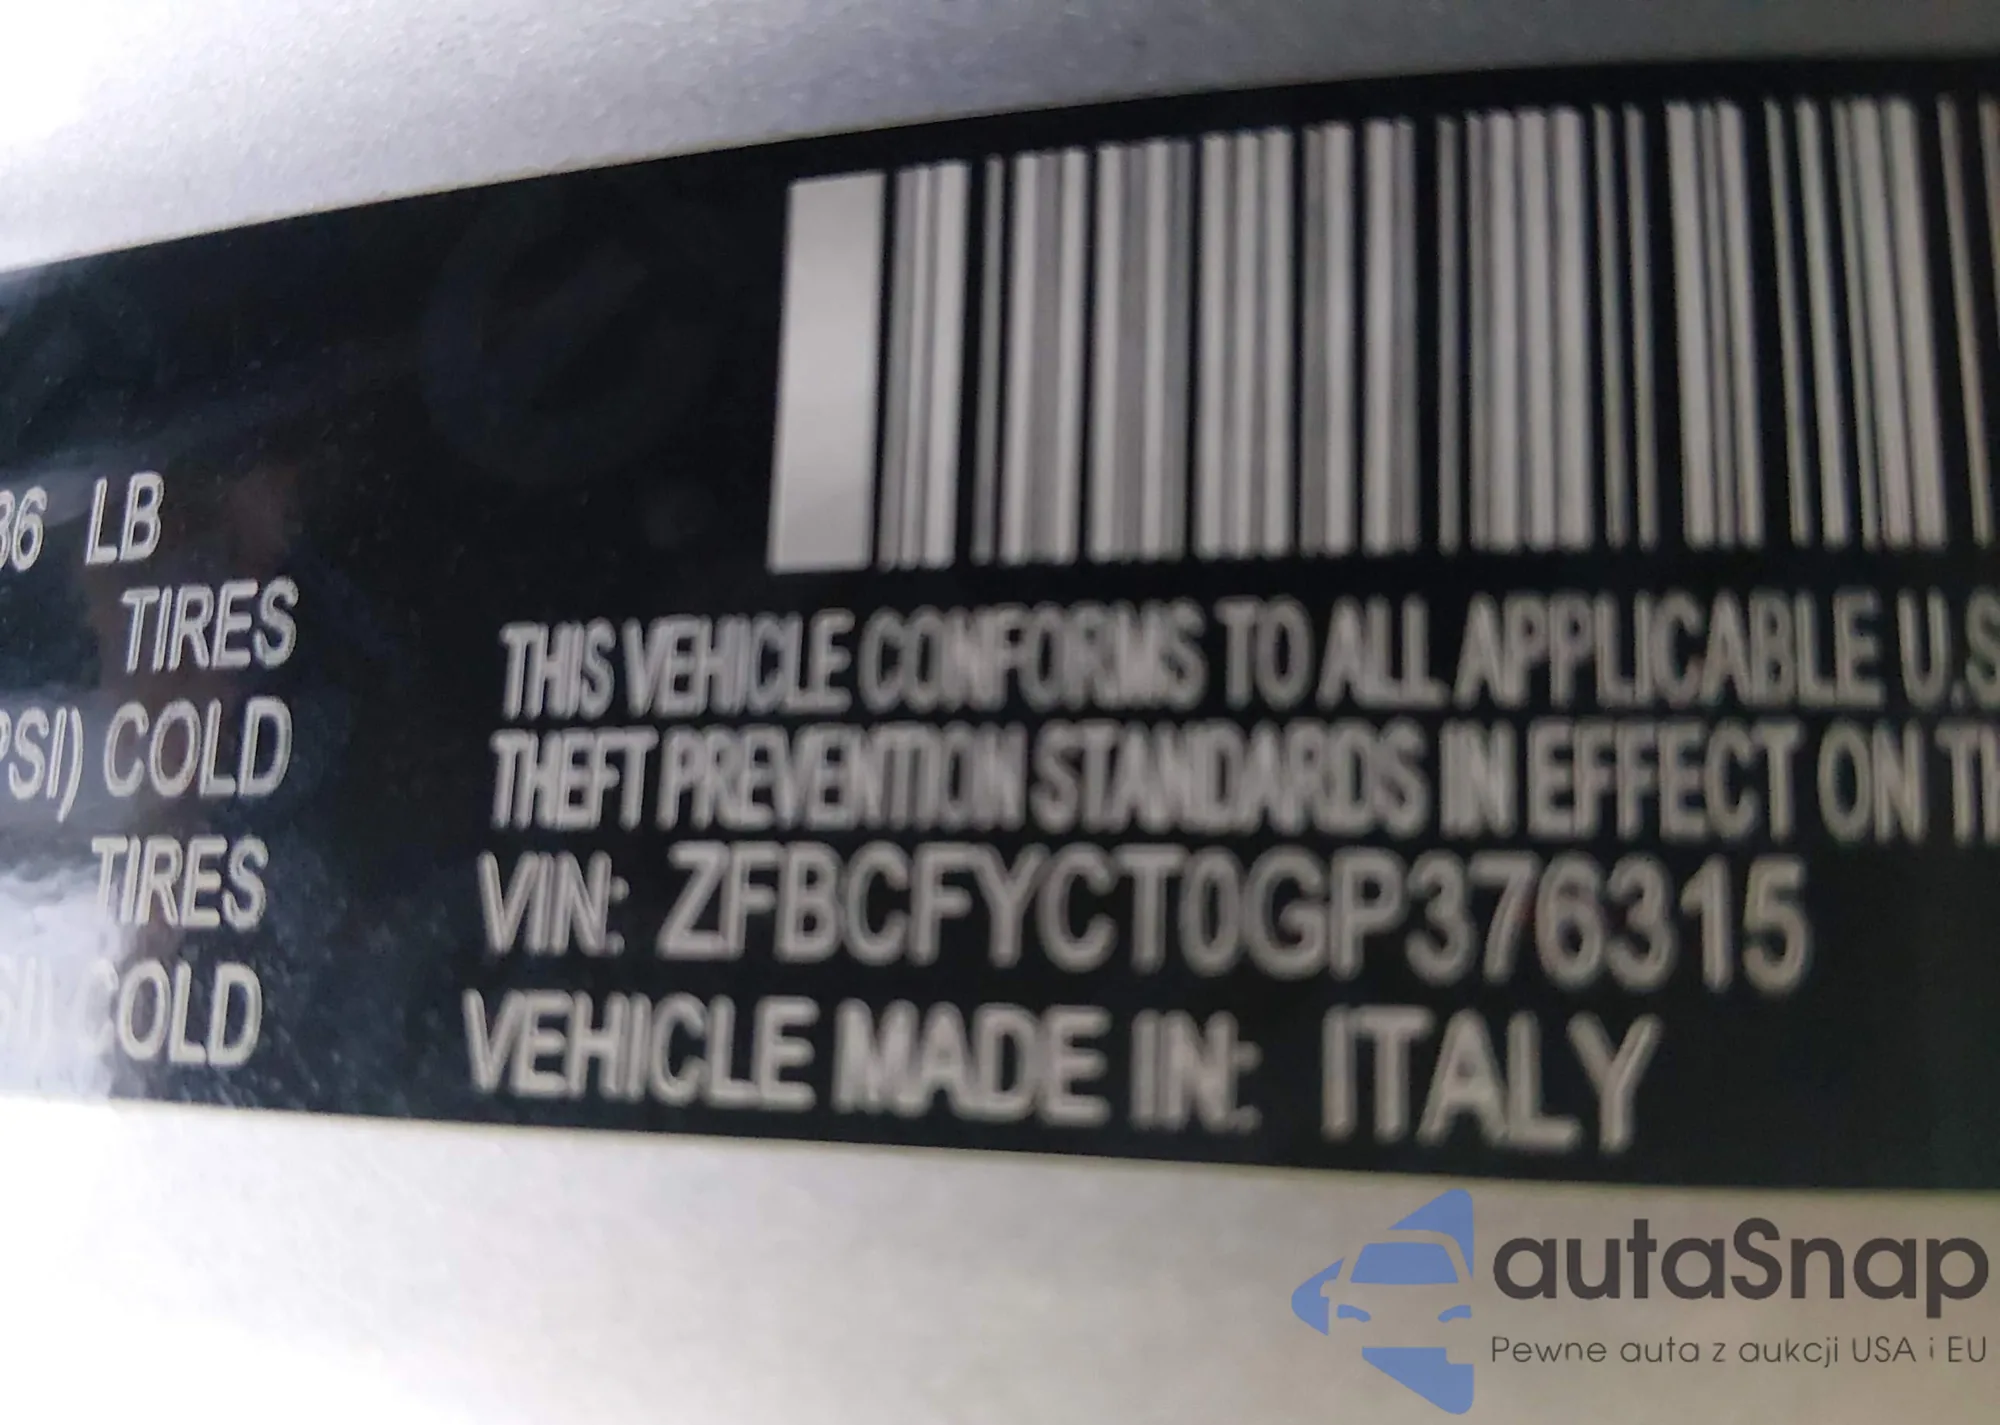 36 LB
TIRES
PSI) COLD
TIRES
SI) COLD
THIS VEHICLE CONFORMS TO ALL APPLICABLE U.S
THEFT PREVENTION STANDARDS IN EFFECT ON TH
VIN: ZFBCFYCT0GP376315
VEHICLE MADE IN: ITALY
autaSnap
Pewne auta z aukcji USA i EU